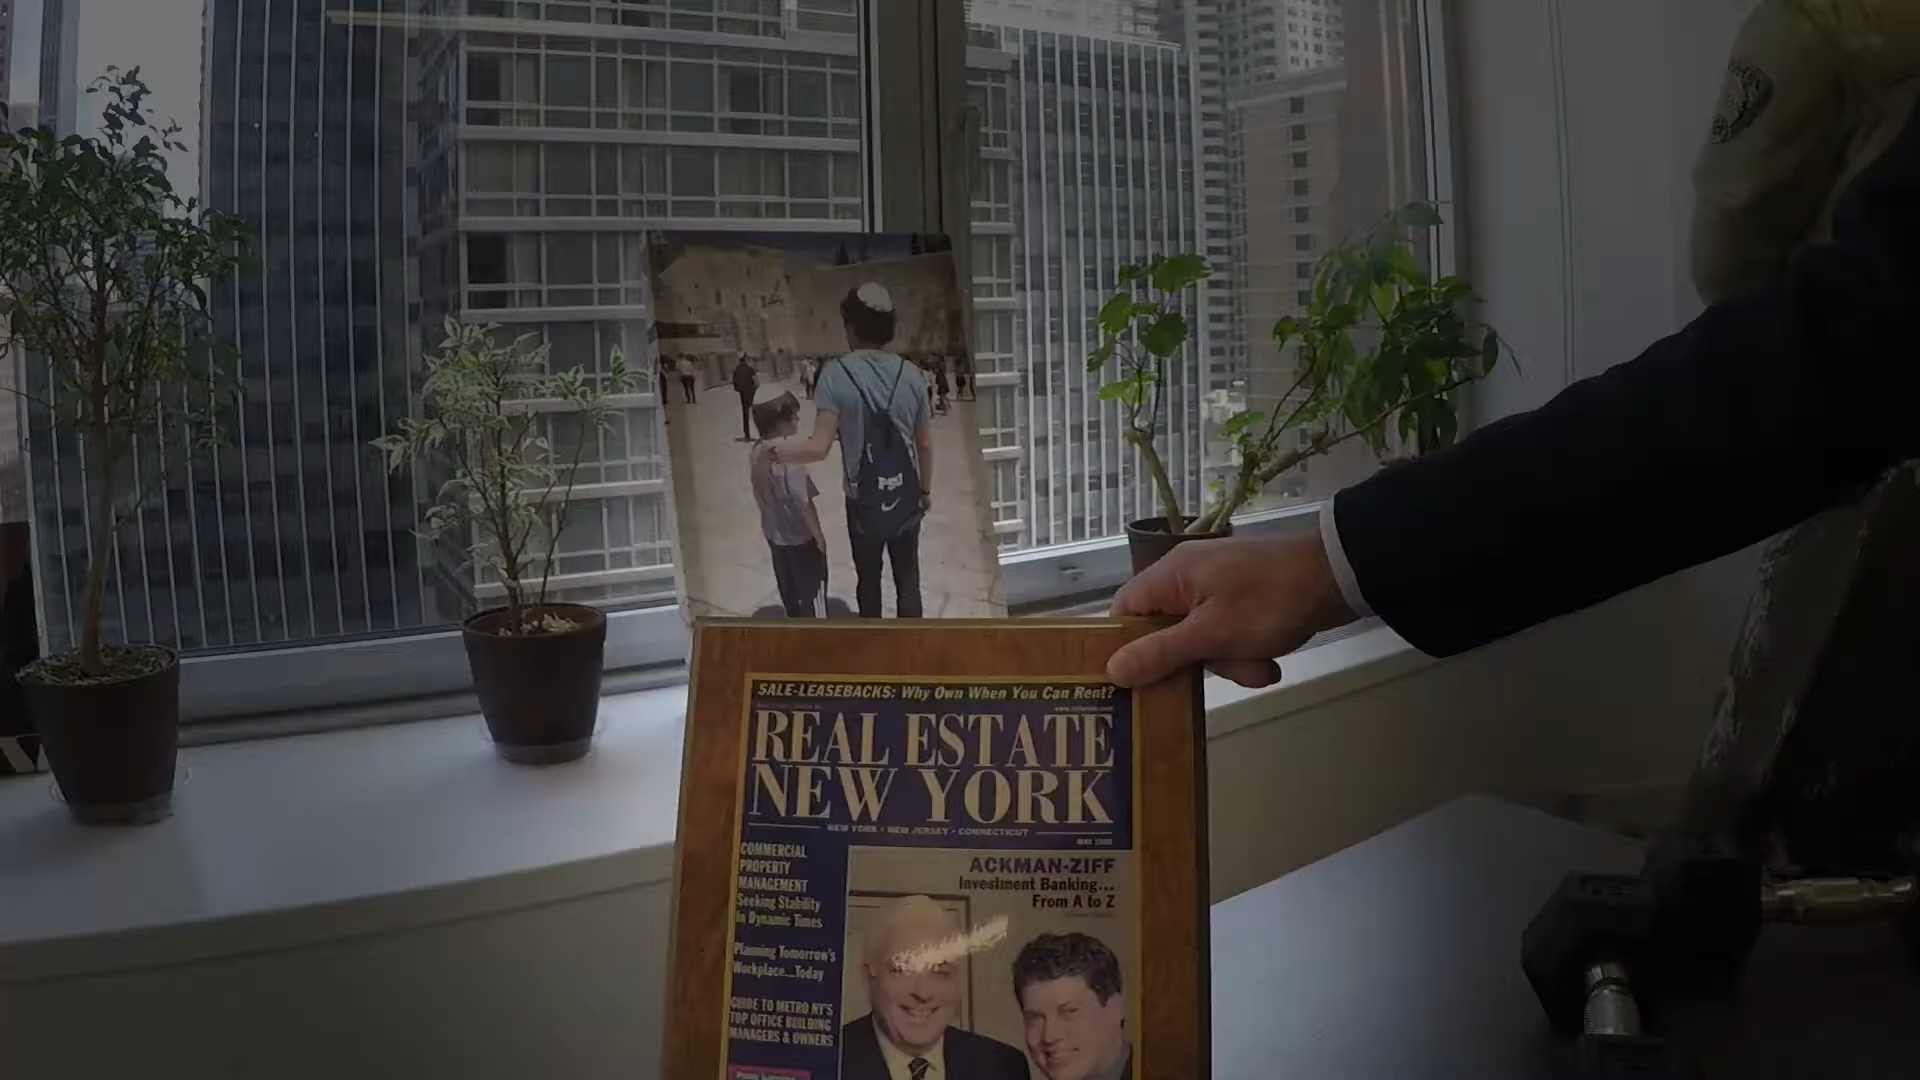 PSU
SALE-LEASEBACKS: Why Own When You Can Rent?
REAL ESTATE
NEW YORK
NEW YORK • NEW JERSEY • CONNECTICUT
COMMERCIAL
PROPERTY
MANAGEMENT
Seeking Stability
In Dynamic Times
Planning Tomorrow's
Workplace...Today
GUIDE TO METRO NY'S
TOP OFFICE BUILDING
MANAGERS & OWNERS
ACKMAN-ZIFF
Investment Banking...
From A to Z